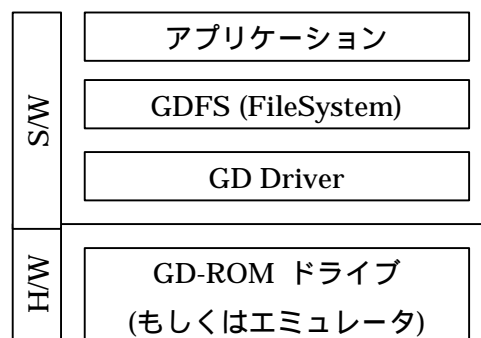 S/W
アプリケーション
GDFS (FileSystem)
GD Driver
H/W
GD-ROM ドライブ
(もしくはエミュレータ)